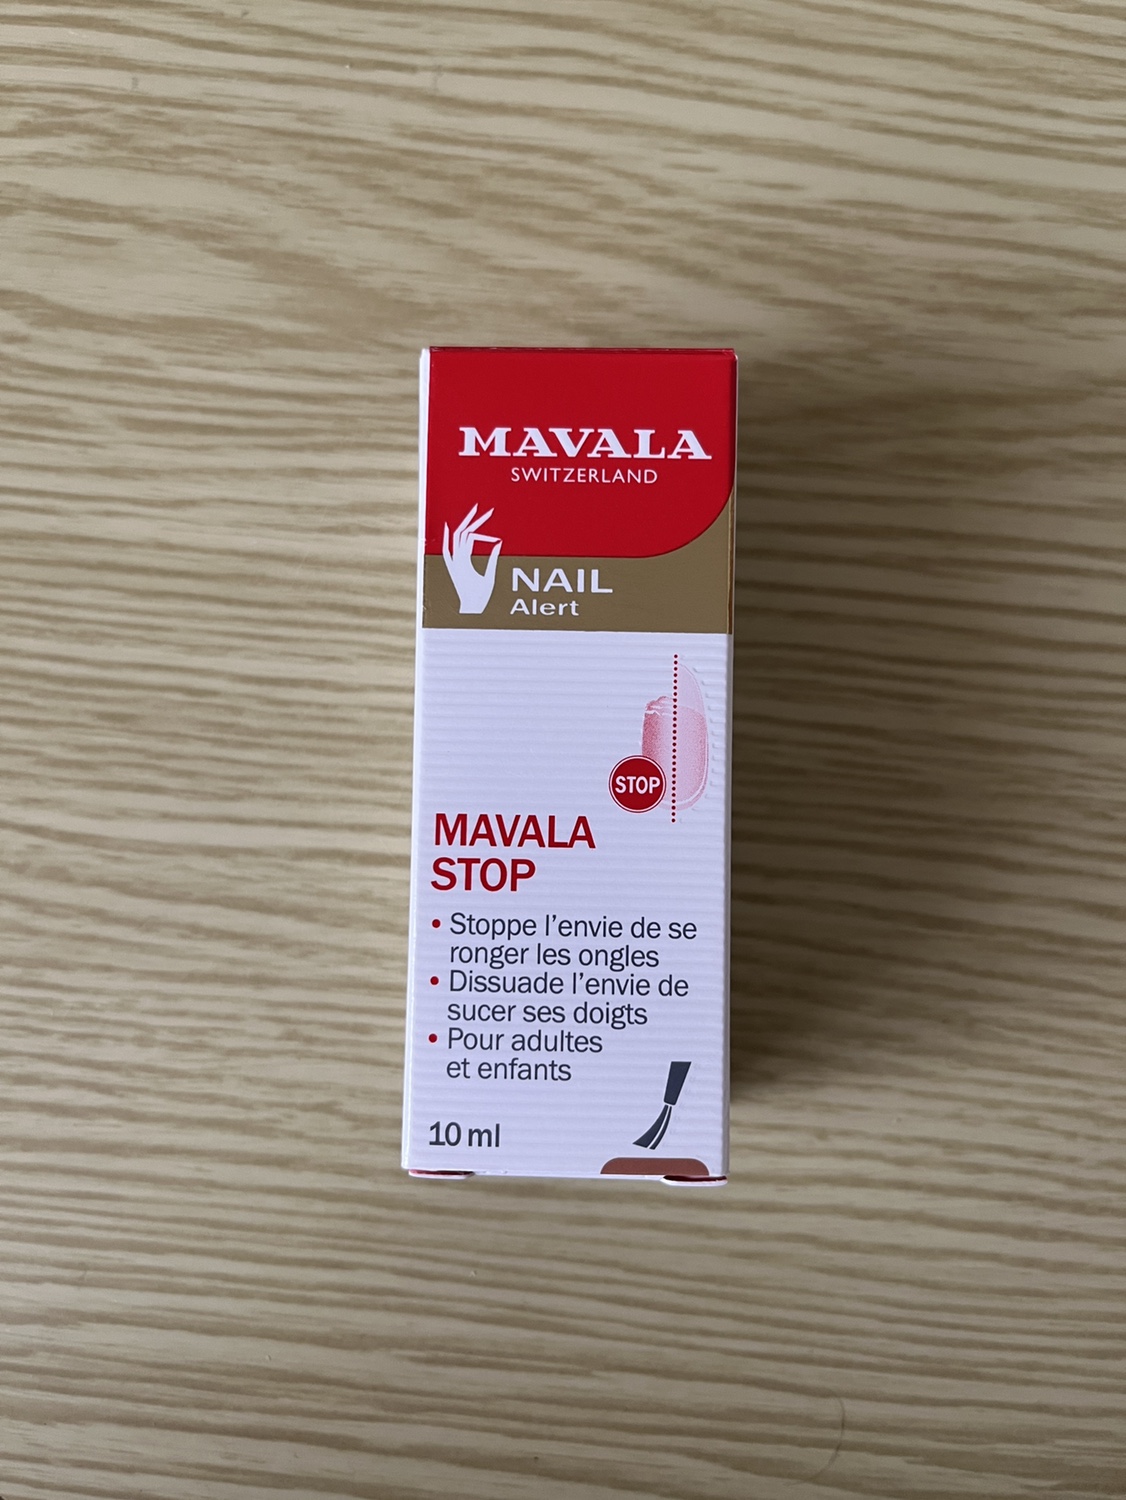 MAVALA
SWITZERLAND
NAIL
Alert
STOP
MAVALA
STOP
• Stoppe l'envie de se
ronger les ongles
• Dissuade l'envie de
sucer ses doigts
• Pour adultes
et enfants
10 ml